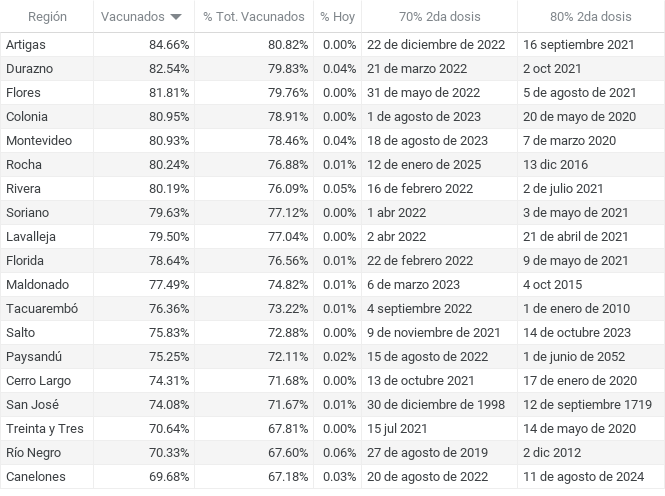 Región Vacunados % Tot. Vacunados % Hoy 70% 2da dosis 80% 2da dosis
Artigas 84.66% 80.82% 0.00% 22 de diciembre de 2022 16 septiembre 2021
Durazno 82.54% 79.83% 0.04% 21 de marzo 2022 2 oct 2021
Flores 81.81% 79.76% 0.00% 31 de mayo de 2022 5 de agosto de 2021
Colonia 80.95% 78.91% 0.00% 1 de agosto de 2023 20 de mayo de 2020
Montevideo 80.93% 78.46% 0.04% 18 de agosto de 2023 7 de marzo 2020
Rocha 80.24% 76.88% 0.01% 12 de enero de 2025 13 dic 2016
Rivera 80.19% 76.09% 0.05% 16 de febrero 2022 2 de julio 2021
Soriano 79.63% 77.12% 0.00% 1 abr 2022 3 de mayo de 2021
Lavalleja 79.50% 77.04% 0.00% 2 abr 2022 21 de abril de 2021
Florida 78.64% 76.56% 0.01% 22 de febrero 2022 9 de mayo de 2021
Maldonado 77.49% 74.82% 0.01% 6 de marzo 2023 4 oct 2015
Tacuarembó 76.36% 73.22% 0.01% 4 septiembre 2022 1 de enero de 2010
Salto 75.83% 72.88% 0.00% 9 de noviembre de 2021 14 de octubre 2023
Paysandú 75.25% 72.11% 0.02% 15 de agosto de 2022 1 de junio de 2052
Cerro Largo 74.31% 71.68% 0.00% 13 de octubre 2021 17 de enero de 2020
San José 74.08% 71.67% 0.01% 30 de diciembre de 1998 12 de septiembre 1719
Treinta y Tres 70.64% 67.81% 0.00% 15 jul 2021 14 de mayo de 2020
Río Negro 70.33% 67.60% 0.06% 27 de agosto de 2019 2 dic 2012
Canelones 69.68% 67.18% 0.03% 20 de agosto de 2022 11 de agosto de 2024